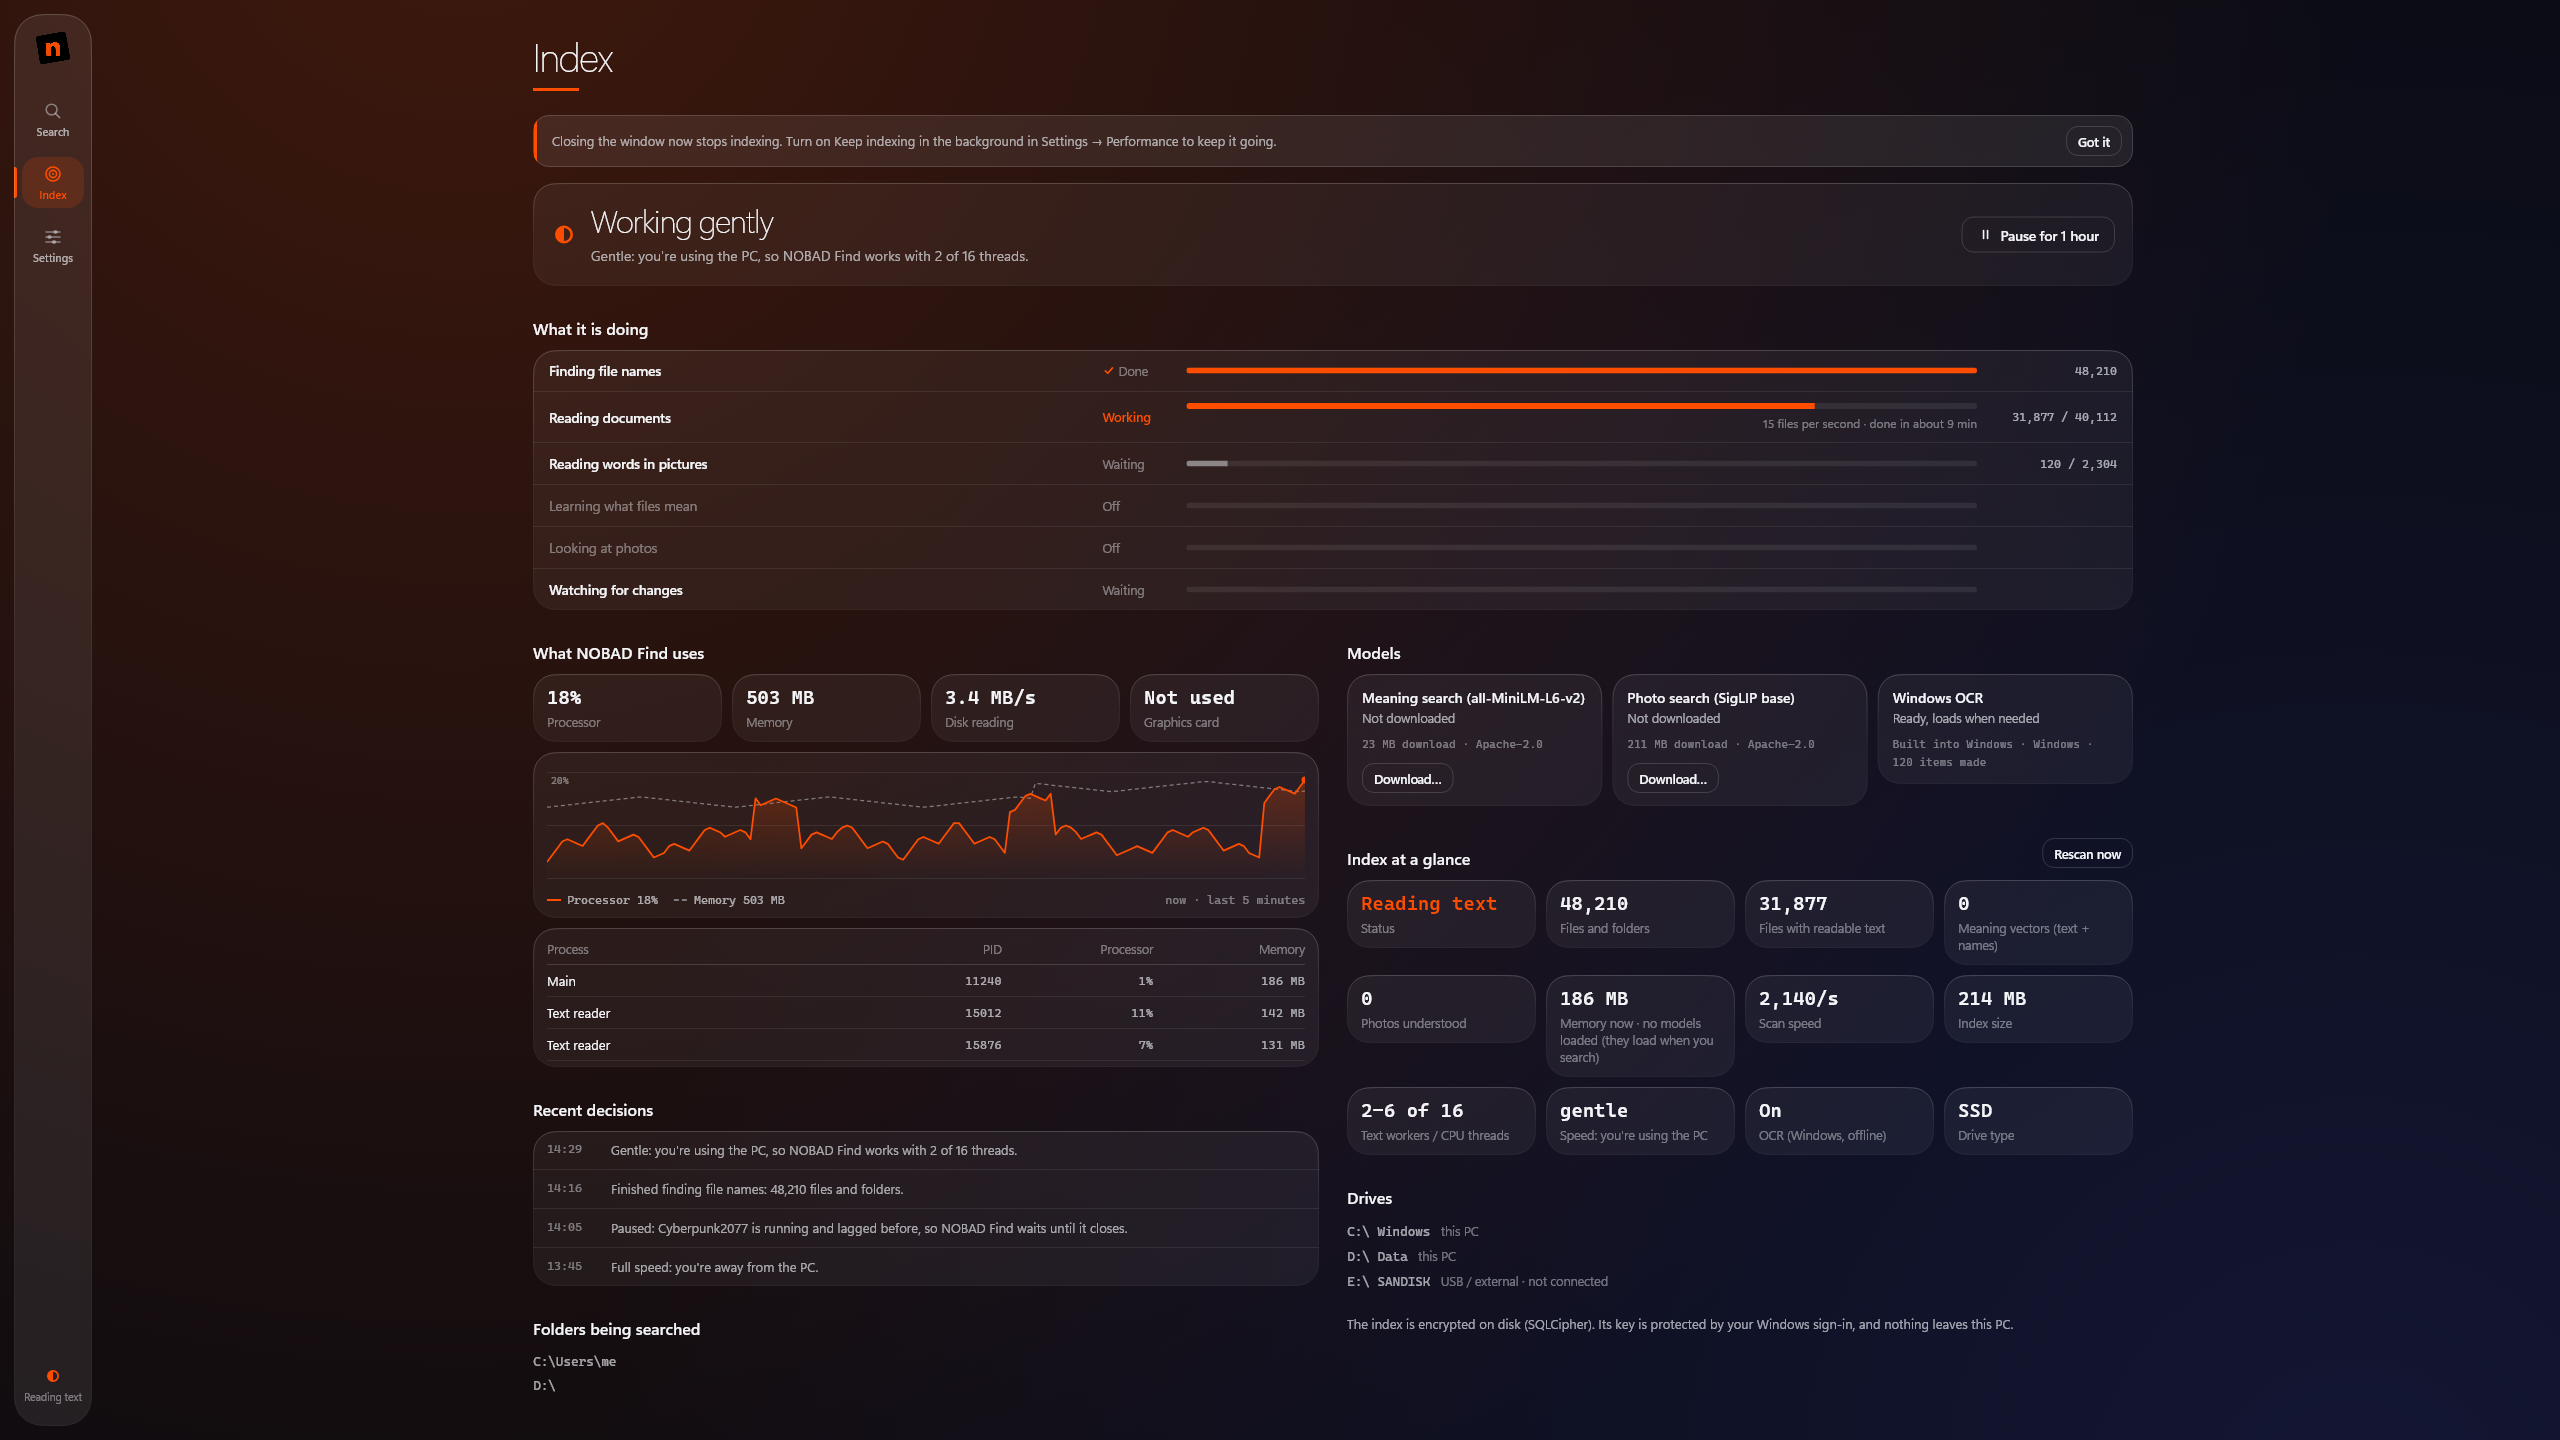 n
Search
Index
Settings
Reading text
Index
Closing the window now stops indexing. Turn on Keep indexing in the background in Settings → Performance to keep it going.
Got it
Working gently
Gentle: you're using the PC, so NOBAD Find works with 2 of 16 threads.
Pause for 1 hour
What it is doing
Finding file names ✓ Done 48,210
Reading documents Working 31,877 / 40,112
15 files per second · done in about 9 min
Reading words in pictures Waiting 120 / 2,304
Learning what files mean Off
Looking at photos Off
Watching for changes Waiting
What NOBAD Find uses
18%
Processor
503 MB
Memory
3.4 MB/s
Disk reading
Not used
Graphics card
20%
Processor 18% -- Memory 503 MB now · last 5 minutes
Process PID Processor Memory
Main 11240 1% 186 MB
Text reader 15012 11% 142 MB
Text reader 15876 7% 131 MB
Recent decisions
14:29 Gentle: you're using the PC, so NOBAD Find works with 2 of 16 threads.
14:16 Finished finding file names: 48,210 files and folders.
14:05 Paused: Cyberpunk2077 is running and lagged before, so NOBAD Find waits until it closes.
13:45 Full speed: you're away from the PC.
Folders being searched
C:\Users\me
D:\
Models
Meaning search (all-MiniLM-L6-v2)
Not downloaded
23 MB download · Apache-2.0
Download...
Photo search (SigLIP base)
Not downloaded
211 MB download · Apache-2.0
Download...
Windows OCR
Ready, loads when needed
Built into Windows · Windows ·
120 items made
Index at a glance
Rescan now
Reading text
Status
48,210
Files and folders
31,877
Files with readable text
0
Meaning vectors (text +
names)
0
Photos understood
186 MB
Memory now · no models
loaded (they load when you
search)
2,140/s
Scan speed
214 MB
Index size
2-6 of 16
Text workers / CPU threads
gentle
Speed: you're using the PC
On
OCR (Windows, offline)
SSD
Drive type
Drives
C:\ Windows this PC
D:\ Data this PC
E:\ SANDISK USB / external · not connected
The index is encrypted on disk (SQLCipher). Its key is protected by your Windows sign-in, and nothing leaves this PC.